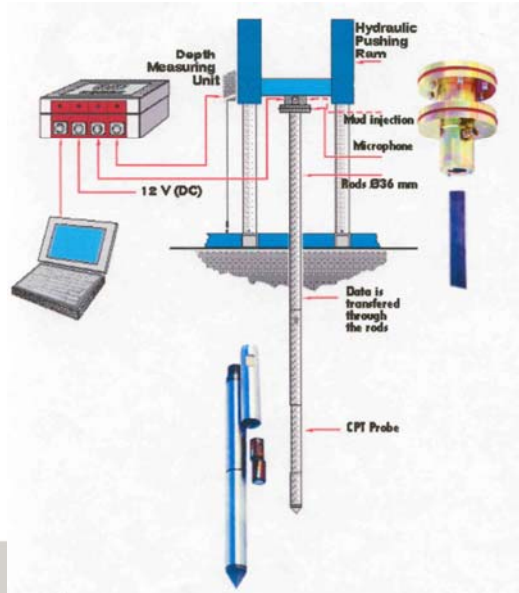 Depth
Measuring
Unit
Hydraulic
Pushing
Ram
Mud injection
Microphone
Rods Ø36 mm
12 V (DC)
Data is
transfered
through
the rods
CPT Probe